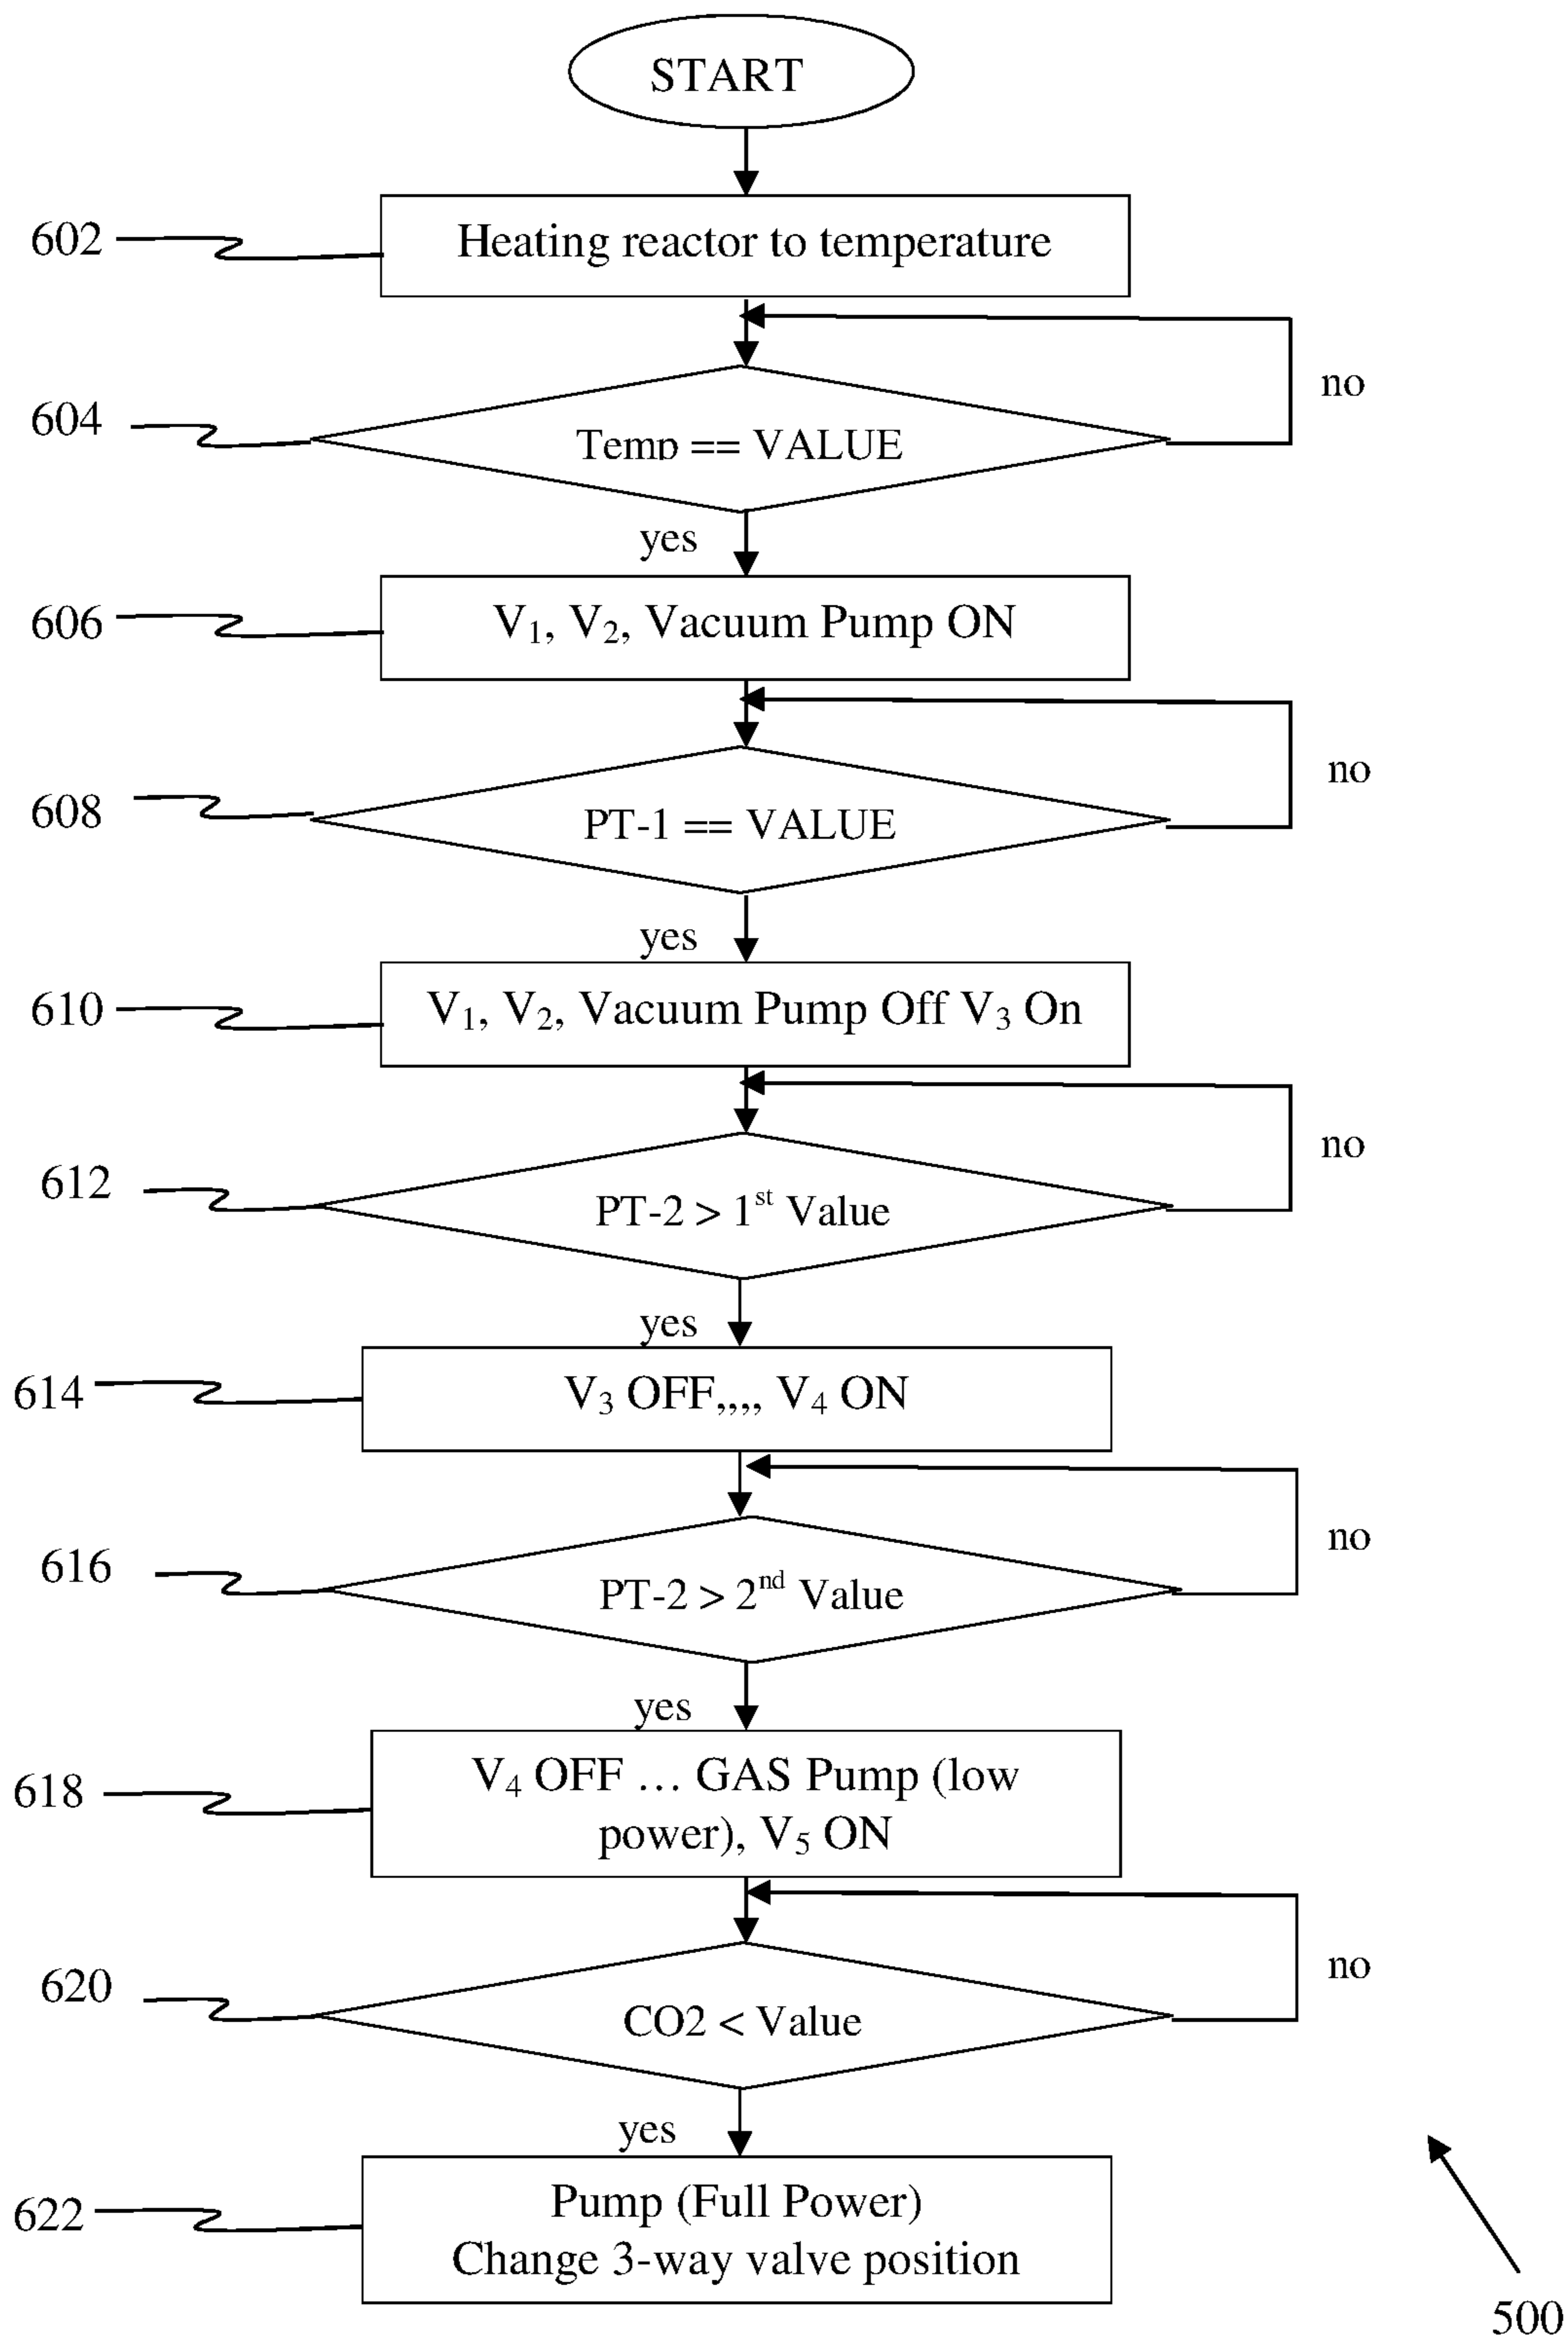 START
602
Heating reactor to temperature
no
604
Temp == VALUE
yes
606
V₁, V₂, Vacuum Pump ON
no
608
PT-1 == VALUE
yes
610
V₁, V₂, Vacuum Pump Off V₃ On
no
612
PT-2 > 1ˢᵗ Value
yes
614
V₃ OFF,,,, V₄ ON
no
616
PT-2 > 2ⁿᵈ Value
yes
618
V₄ OFF … GAS Pump (low
power), V₅ ON
no
620
CO2 < Value
yes
622
Pump (Full Power)
Change 3-way valve position
500